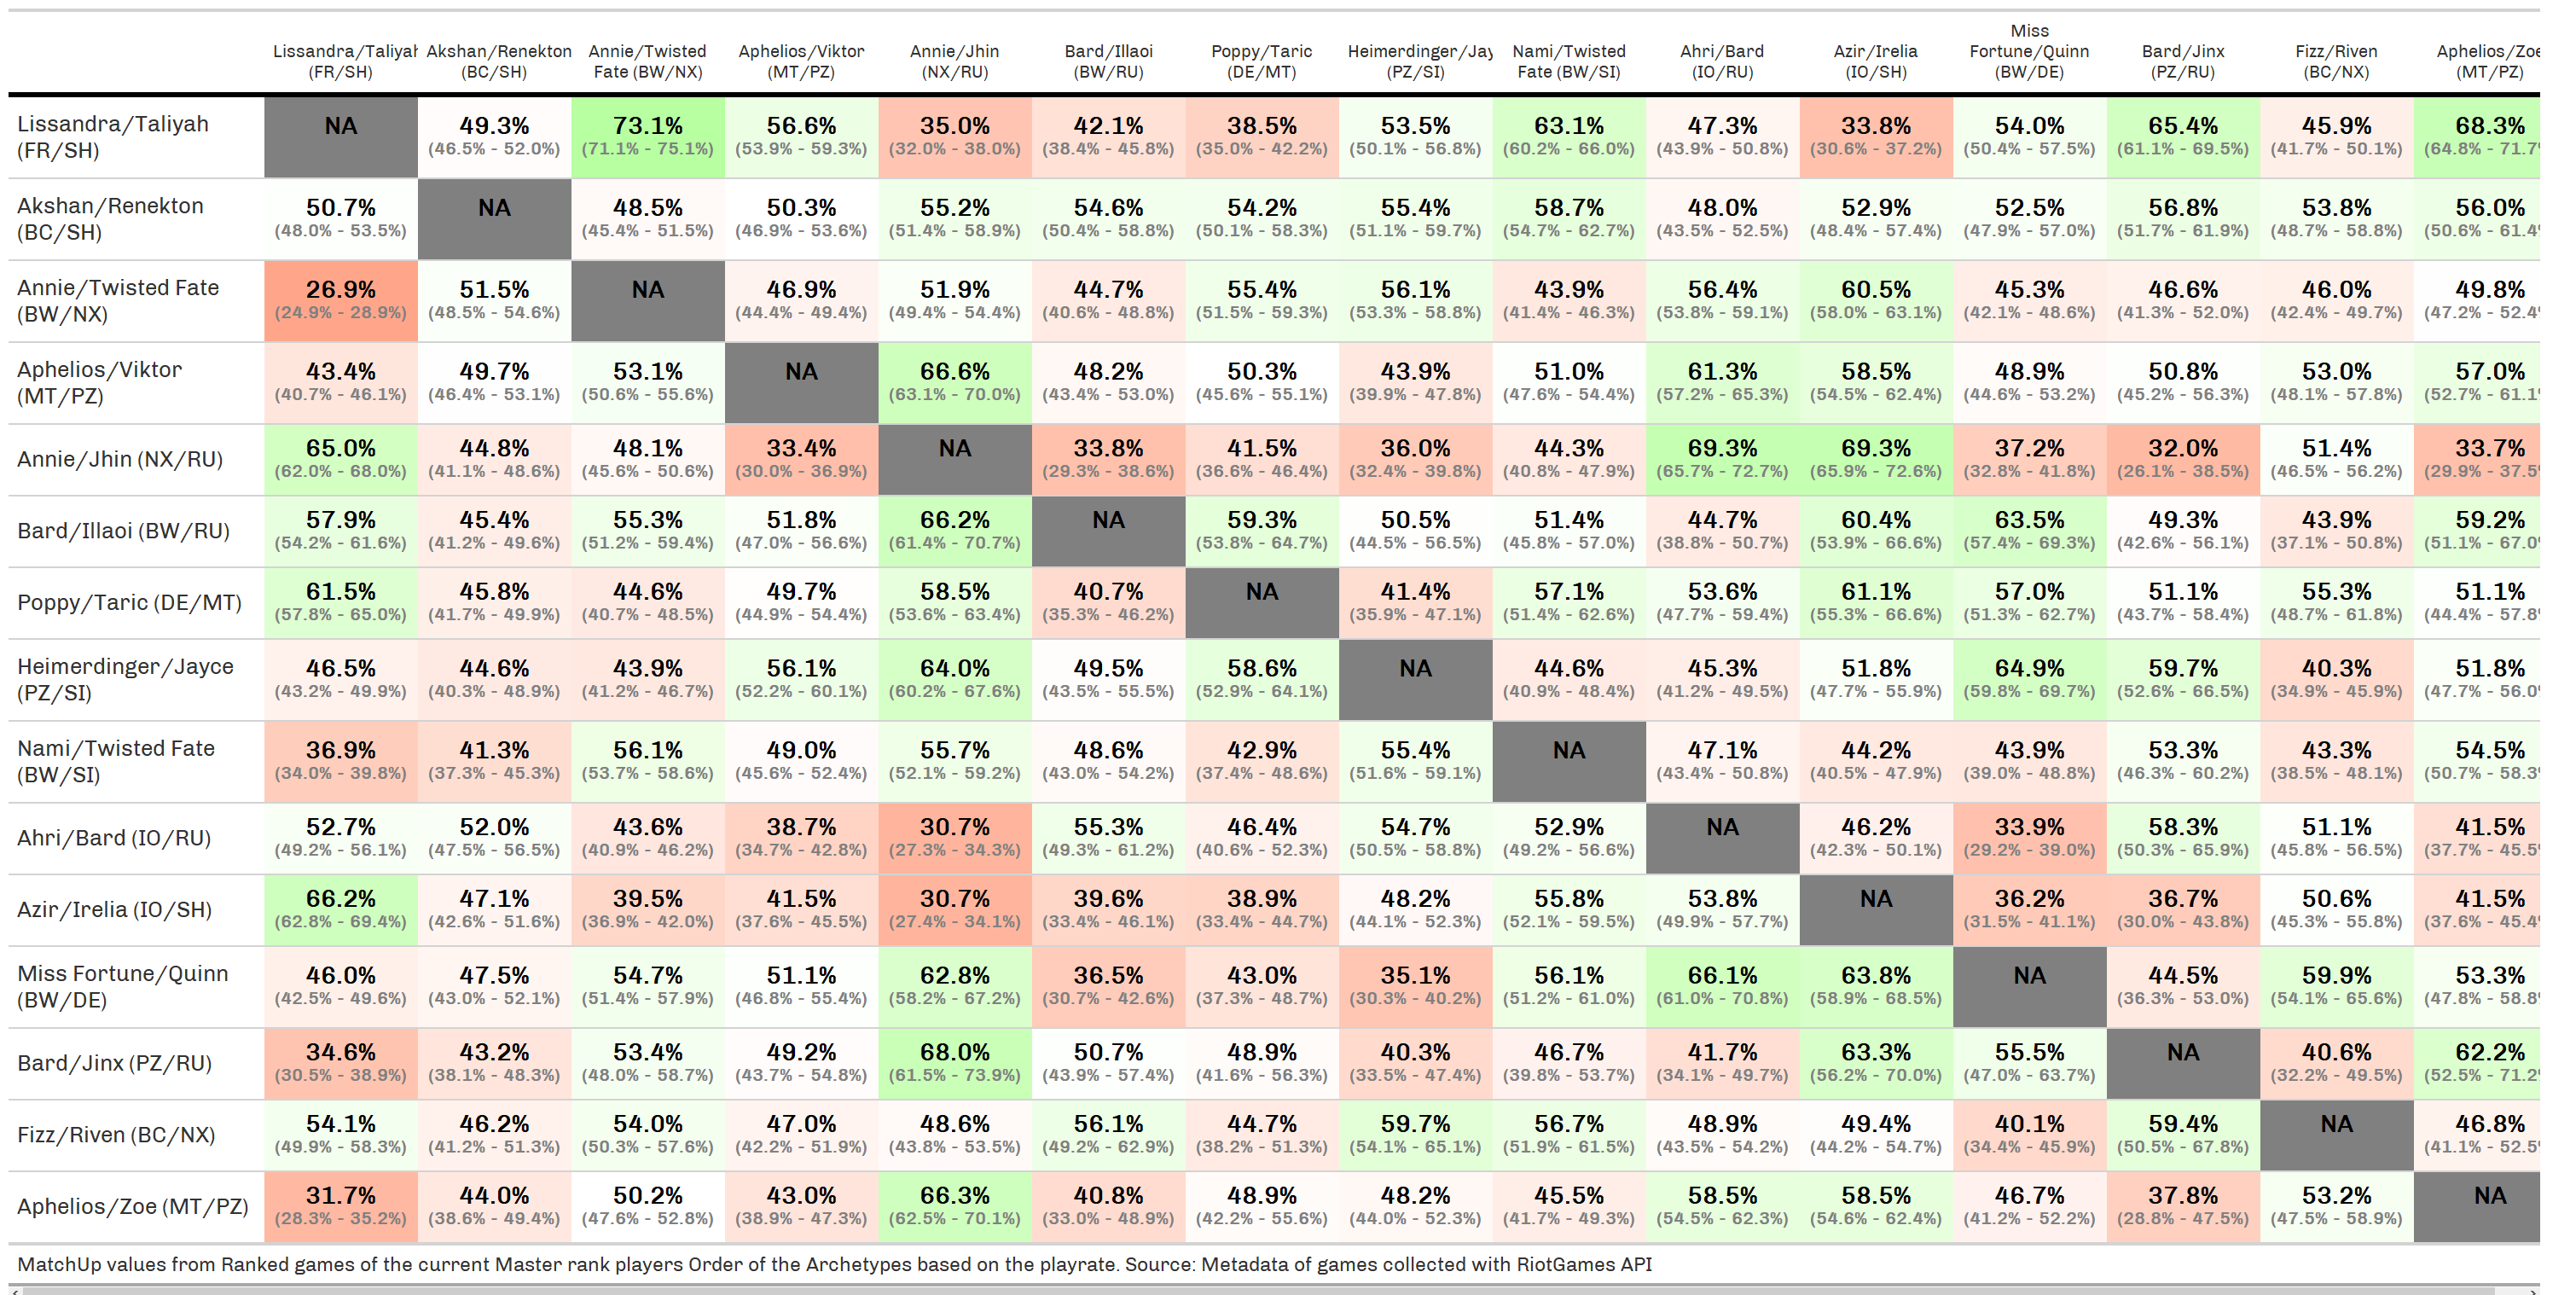 Lissandra/Taliyah Akshan/Renekton Annie/Twisted Aphelios/Viktor Annie/Jhin Bard/Illaoi Poppy/Taric Heimerdinger/Jay Nami/Twisted Ahri/Bard Azir/Irelia Miss Fortune/Quinn Bard/Jinx Fizz/Riven Aphelios/Zoe
(FR/SH) (BC/SH) Fate (BW/NX) (MT/PZ) (NX/RU) (BW/RU) (DE/MT) (PZ/SI) Fate (BW/SI) (IO/RU) (IO/SH) (BW/DE) (PZ/RU) (BC/NX) (MT/PZ)
Lissandra/Taliyah NA 49.3% 73.1% 56.6% 35.0% 42.1% 38.5% 53.5% 63.1% 47.3% 33.8% 54.0% 65.4% 45.9% 68.3%
(FR/SH) (46.5% - 52.0%) (71.1% - 75.1%) (53.9% - 59.3%) (32.0% - 38.0%) (38.4% - 45.8%) (35.0% - 42.2%) (50.1% - 56.8%) (60.2% - 66.0%) (43.9% - 50.8%) (30.6% - 37.2%) (50.4% - 57.5%) (61.1% - 69.5%) (41.7% - 50.1%) (64.8% - 71.7%
Akshan/Renekton 50.7% NA 48.5% 50.3% 55.2% 54.6% 54.2% 55.4% 58.7% 48.0% 52.9% 52.5% 56.8% 53.8% 56.0%
(BC/SH) (48.0% - 53.5%) (45.4% - 51.5%) (46.9% - 53.6%) (51.4% - 58.9%) (50.4% - 58.8%) (50.1% - 58.3%) (51.1% - 59.7%) (54.7% - 62.7%) (43.5% - 52.5%) (48.4% - 57.4%) (47.9% - 57.0%) (51.7% - 61.9%) (48.7% - 58.8%) (50.6% - 61.4%
Annie/Twisted Fate 26.9% 51.5% NA 46.9% 51.9% 44.7% 55.4% 56.1% 43.9% 56.4% 60.5% 45.3% 46.6% 46.0% 49.8%
(BW/NX) (24.9% - 28.9%) (48.5% - 54.6%) (44.4% - 49.4%) (49.4% - 54.4%) (40.6% - 48.8%) (51.5% - 59.3%) (53.3% - 58.8%) (41.4% - 46.3%) (53.8% - 59.1%) (58.0% - 63.1%) (42.1% - 48.6%) (41.3% - 52.0%) (42.4% - 49.7%) (47.2% - 52.4%
Aphelios/Viktor 43.4% 49.7% 53.1% NA 66.6% 48.2% 50.3% 43.9% 51.0% 61.3% 58.5% 48.9% 50.8% 53.0% 57.0%
(MT/PZ) (40.7% - 46.1%) (46.4% - 53.1%) (50.6% - 55.6%) (63.1% - 70.0%) (43.4% - 53.0%) (45.6% - 55.1%) (39.9% - 47.8%) (47.6% - 54.4%) (57.2% - 65.3%) (54.5% - 62.4%) (44.6% - 53.2%) (45.2% - 56.3%) (48.1% - 57.8%) (52.7% - 61.1%
Annie/Jhin (NX/RU) 65.0% 44.8% 48.1% 33.4% NA 33.8% 41.5% 36.0% 44.3% 69.3% 69.3% 37.2% 32.0% 51.4% 33.7%
(62.0% - 68.0%) (41.1% - 48.6%) (45.6% - 50.6%) (30.0% - 36.9%) (29.3% - 38.6%) (36.6% - 46.4%) (32.4% - 39.8%) (40.8% - 47.9%) (65.7% - 72.7%) (65.9% - 72.6%) (32.8% - 41.8%) (26.1% - 38.5%) (46.5% - 56.2%) (29.9% - 37.5%
Bard/Illaoi (BW/RU) 57.9% 45.4% 55.3% 51.8% 66.2% NA 59.3% 50.5% 51.4% 44.7% 60.4% 63.5% 49.3% 43.9% 59.2%
(54.2% - 61.6%) (41.2% - 49.6%) (51.2% - 59.4%) (47.0% - 56.6%) (61.4% - 70.7%) (53.8% - 64.7%) (44.5% - 56.5%) (45.8% - 57.0%) (38.8% - 50.7%) (53.9% - 66.6%) (57.4% - 69.3%) (42.6% - 56.1%) (37.1% - 50.8%) (51.1% - 67.0%
Poppy/Taric (DE/MT) 61.5% 45.8% 44.6% 49.7% 58.5% 40.7% NA 41.4% 57.1% 53.6% 61.1% 57.0% 51.1% 55.3% 51.1%
(57.8% - 65.0%) (41.7% - 49.9%) (40.7% - 48.5%) (44.9% - 54.4%) (53.6% - 63.4%) (35.3% - 46.2%) (35.9% - 47.1%) (51.4% - 62.6%) (47.7% - 59.4%) (55.3% - 66.6%) (51.3% - 62.7%) (43.7% - 58.4%) (48.7% - 61.8%) (44.4% - 57.8%
Heimerdinger/Jayce 46.5% 44.6% 43.9% 56.1% 64.0% 49.5% 58.6% NA 44.6% 45.3% 51.8% 64.9% 59.7% 40.3% 51.8%
(PZ/SI) (43.2% - 49.9%) (40.3% - 48.9%) (41.2% - 46.7%) (52.2% - 60.1%) (60.2% - 67.6%) (43.5% - 55.5%) (52.9% - 64.1%) (40.9% - 48.4%) (41.2% - 49.5%) (47.7% - 55.9%) (59.8% - 69.7%) (52.6% - 66.5%) (34.9% - 45.9%) (47.7% - 56.0%
Nami/Twisted Fate 36.9% 41.3% 56.1% 49.0% 55.7% 48.6% 42.9% 55.4% NA 47.1% 44.2% 43.9% 53.3% 43.3% 54.5%
(BW/SI) (34.0% - 39.8%) (37.3% - 45.3%) (53.7% - 58.6%) (45.6% - 52.4%) (52.1% - 59.2%) (43.0% - 54.2%) (37.4% - 48.6%) (51.6% - 59.1%) (43.4% - 50.8%) (40.5% - 47.9%) (39.0% - 48.8%) (46.3% - 60.2%) (38.5% - 48.1%) (50.7% - 58.3%
Ahri/Bard (IO/RU) 52.7% 52.0% 43.6% 38.7% 30.7% 55.3% 46.4% 54.7% 52.9% NA 46.2% 33.9% 58.3% 51.1% 41.5%
(49.2% - 56.1%) (47.5% - 56.5%) (40.9% - 46.2%) (34.7% - 42.8%) (27.3% - 34.3%) (49.3% - 61.2%) (40.6% - 52.3%) (50.5% - 58.8%) (49.2% - 56.6%) (42.3% - 50.1%) (29.2% - 39.0%) (50.3% - 65.9%) (45.8% - 56.5%) (37.7% - 45.5%
Azir/Irelia (IO/SH) 66.2% 47.1% 39.5% 41.5% 30.7% 39.6% 38.9% 48.2% 55.8% 53.8% NA 36.2% 36.7% 50.6% 41.5%
(62.8% - 69.4%) (42.6% - 51.6%) (36.9% - 42.0%) (37.6% - 45.5%) (27.4% - 34.1%) (33.4% - 46.1%) (33.4% - 44.7%) (44.1% - 52.3%) (52.1% - 59.5%) (49.9% - 57.7%) (31.5% - 41.1%) (30.0% - 43.8%) (45.3% - 55.8%) (37.6% - 45.4%
Miss Fortune/Quinn 46.0% 47.5% 54.7% 51.1% 62.8% 36.5% 43.0% 35.1% 56.1% 66.1% 63.8% NA 44.5% 59.9% 53.3%
(BW/DE) (42.5% - 49.6%) (43.0% - 52.1%) (51.4% - 57.9%) (46.8% - 55.4%) (58.2% - 67.2%) (30.7% - 42.6%) (37.3% - 48.7%) (30.3% - 40.2%) (51.2% - 61.0%) (61.0% - 70.8%) (58.9% - 68.5%) (36.3% - 53.0%) (54.1% - 65.6%) (47.8% - 58.8%
Bard/Jinx (PZ/RU) 34.6% 43.2% 53.4% 49.2% 68.0% 50.7% 48.9% 40.3% 46.7% 41.7% 63.3% 55.5% NA 40.6% 62.2%
(30.5% - 38.9%) (38.1% - 48.3%) (48.0% - 58.7%) (43.7% - 54.8%) (61.5% - 73.9%) (43.9% - 57.4%) (41.6% - 56.3%) (33.5% - 47.4%) (39.8% - 53.7%) (34.1% - 49.7%) (56.2% - 70.0%) (47.0% - 63.7%) (32.2% - 49.5%) (52.5% - 71.2%
Fizz/Riven (BC/NX) 54.1% 46.2% 54.0% 47.0% 48.6% 56.1% 44.7% 59.7% 56.7% 48.9% 49.4% 40.1% 59.4% NA 46.8%
(49.9% - 58.3%) (41.2% - 51.3%) (50.3% - 57.6%) (42.2% - 51.9%) (43.8% - 53.5%) (49.2% - 62.9%) (38.2% - 51.3%) (54.1% - 65.1%) (51.9% - 61.5%) (43.5% - 54.2%) (44.2% - 54.7%) (34.4% - 45.9%) (50.5% - 67.8%) (41.1% - 52.5%
Aphelios/Zoe (MT/PZ) 31.7% 44.0% 50.2% 43.0% 66.3% 40.8% 48.9% 48.2% 45.5% 58.5% 58.5% 46.7% 37.8% 53.2% NA
(28.3% - 35.2%) (38.6% - 49.4%) (47.6% - 52.8%) (38.9% - 47.3%) (62.5% - 70.1%) (33.0% - 48.9%) (42.2% - 55.6%) (44.0% - 52.3%) (41.7% - 49.3%) (54.5% - 62.3%) (54.6% - 62.4%) (41.2% - 52.2%) (28.8% - 47.5%) (47.5% - 58.9%)
MatchUp values from Ranked games of the current Master rank players Order of the Archetypes based on the playrate. Source: Metadata of games collected with RiotGames API